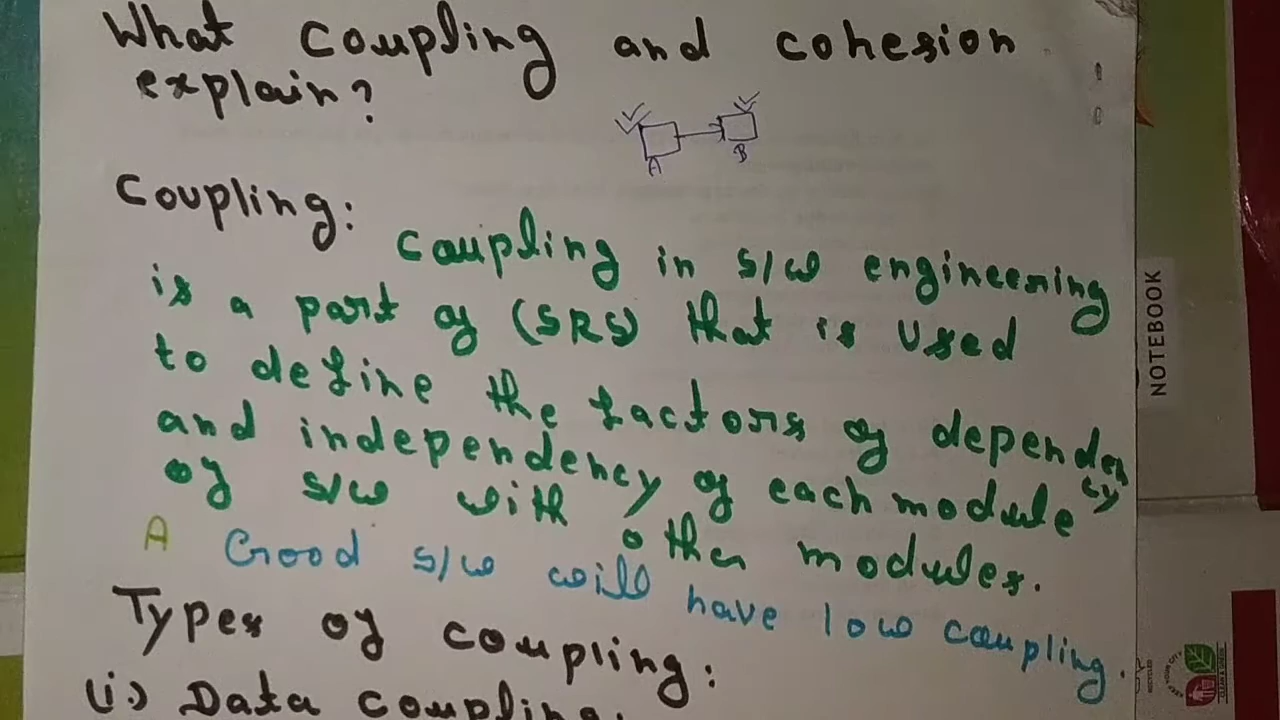 What coupling and cohesion
explain?
A
B
Coupling:
Coupling in s/w engineering
is a part of (SRS) that is used
to define the factors of dependency
and independency of each module
of s/w with other modules.
A Good s/w will have low coupling.
Types of coupling:
(i.) Data coupling:
NOTEBOOK